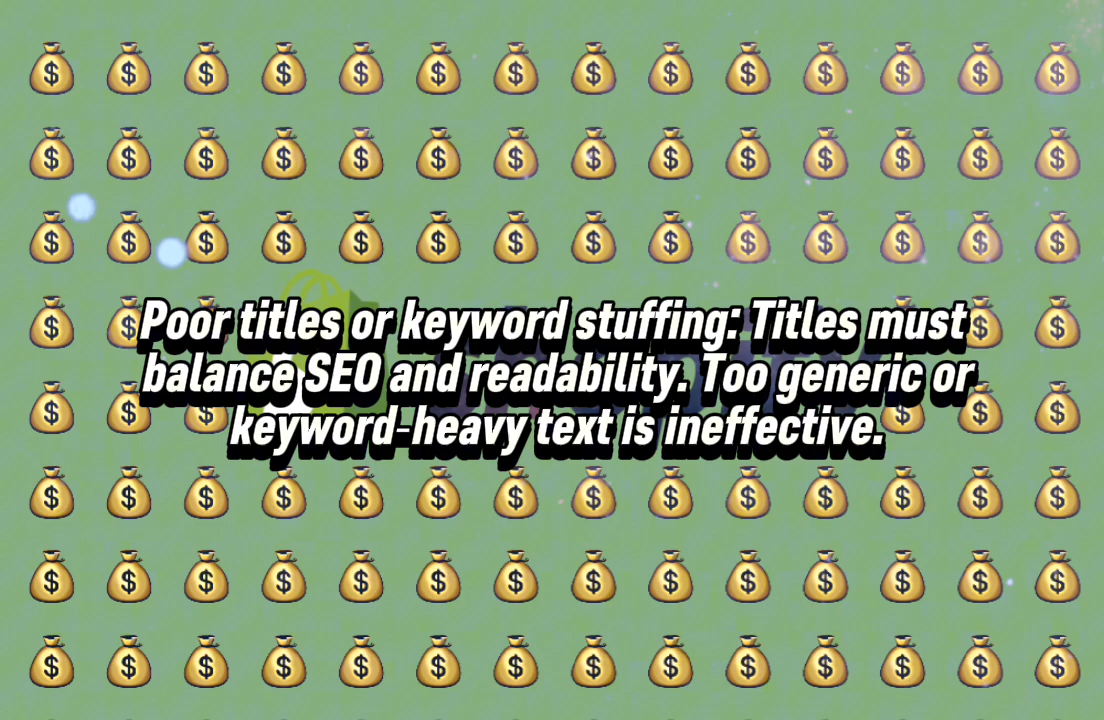 Poor titles or keyword stuffing: Titles must
balance SEO and readability. Too generic or
keyword-heavy text is ineffective.